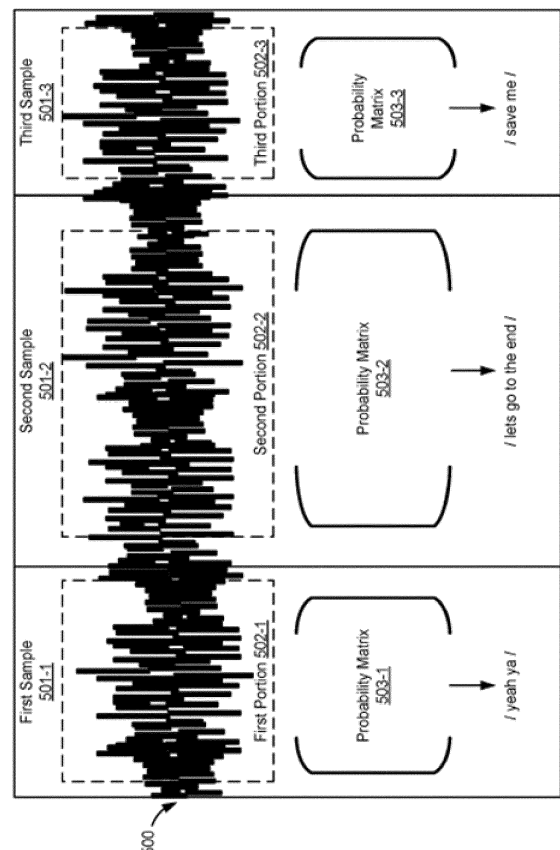 First Sample
501-1
Second Sample
501-2
Third Sample
501-3
First Portion 502-1
Second Portion 502-2
Third Portion 502-3
Probability Matrix
503-1
Probability Matrix
503-2
Probability
Matrix
503-3
/ yeah ya /
/ lets go to the end /
/ save me /
500